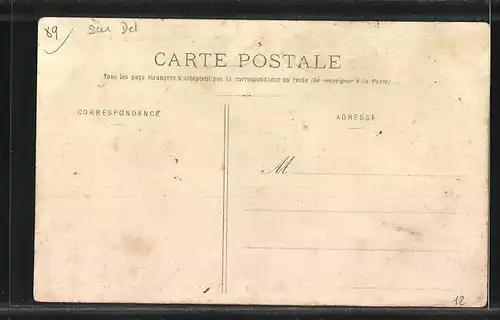 89 Sur Del
CARTE POSTALE
Tous les pays étrangers n'acceptent pas la correspondance au recto (Se renseigner à la Poste)
CORRESPONDANCE
ADRESSE
M
12